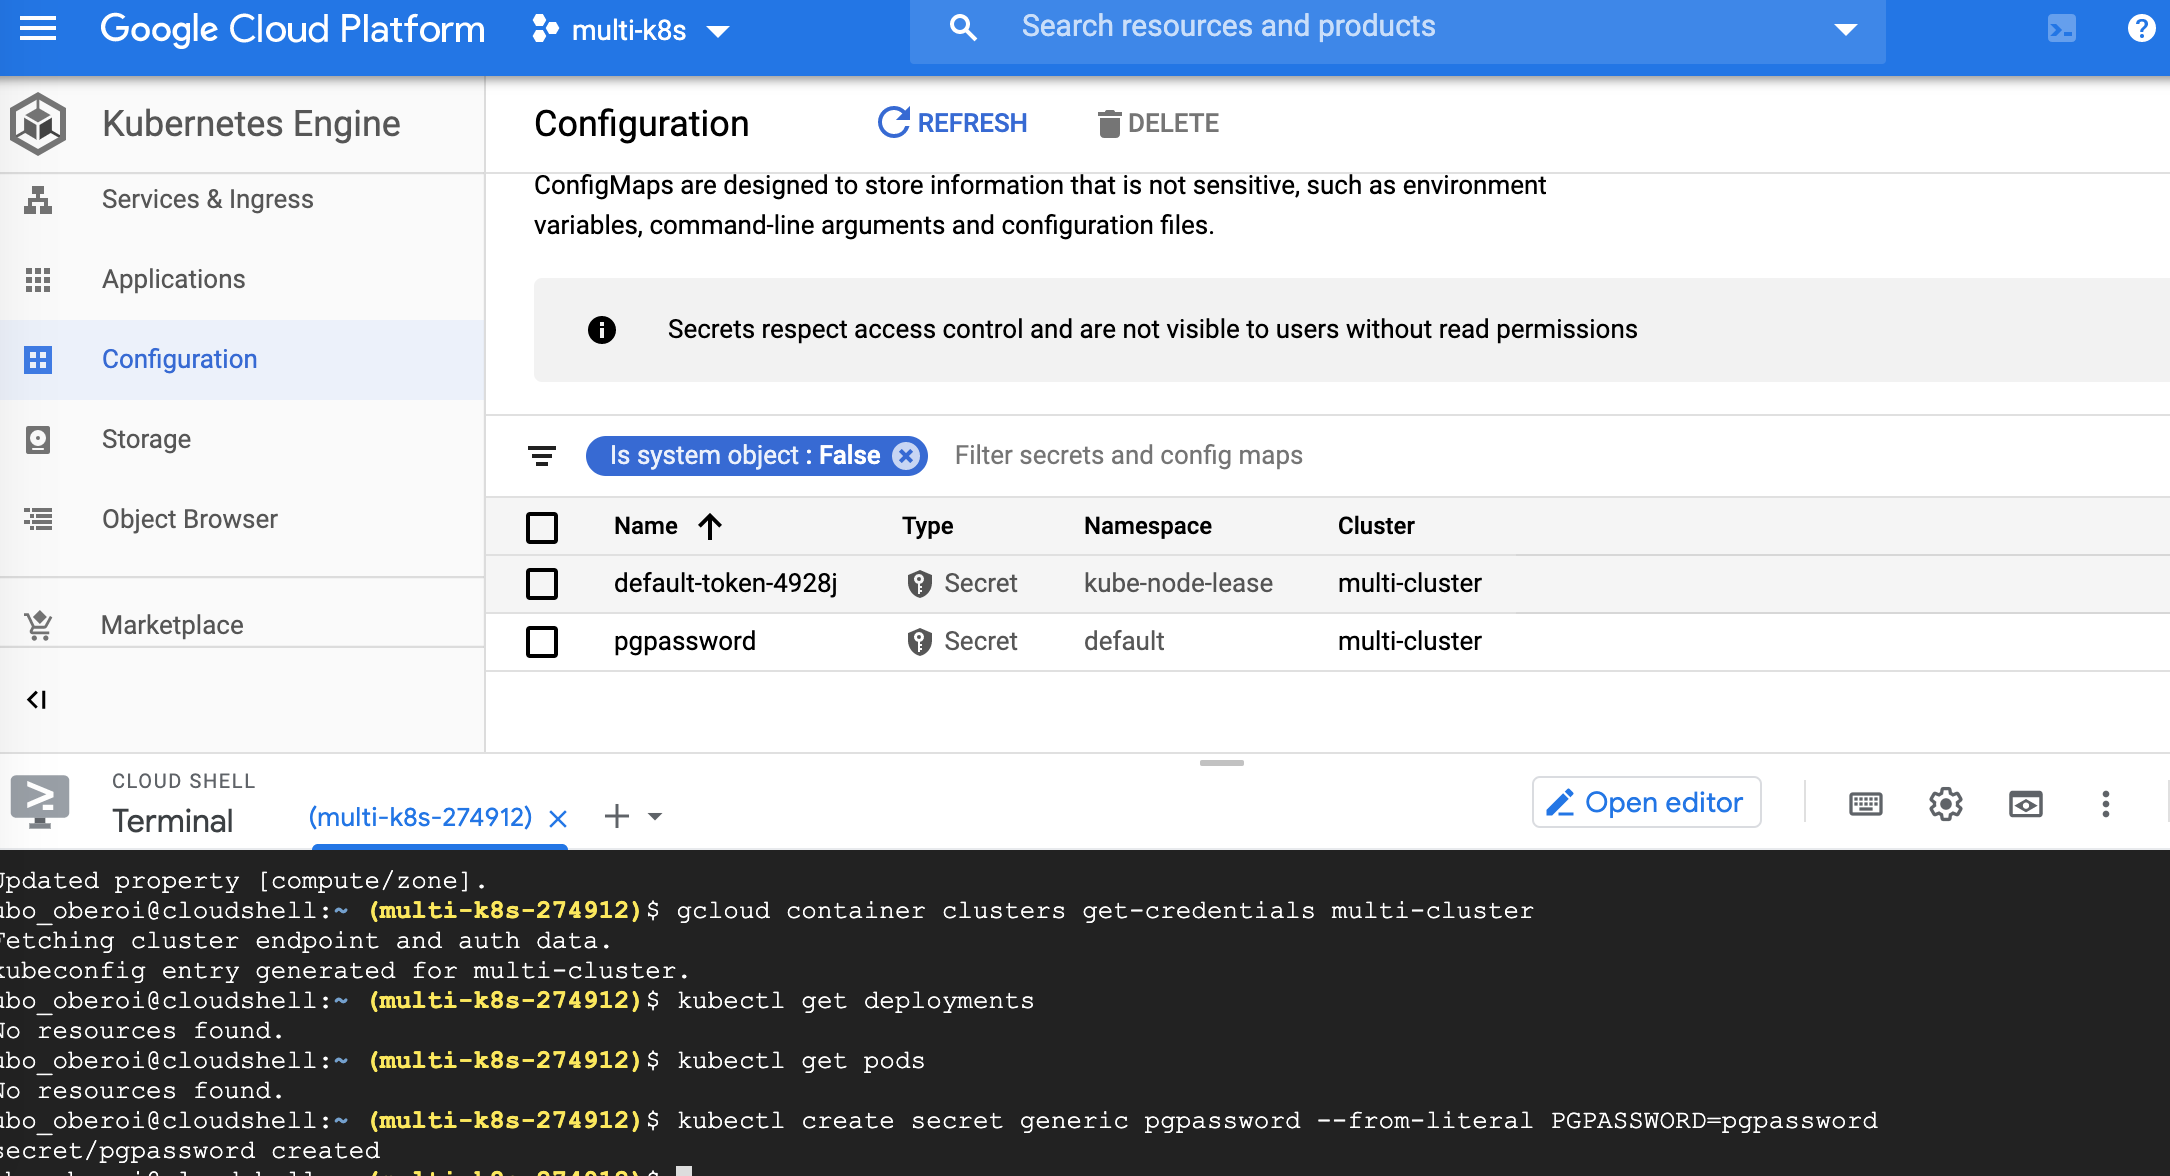 Google Cloud Platform multi-k8s Search resources and products
Kubernetes Engine
Configuration REFRESH DELETE
Services & Ingress
Applications
Configuration
Storage
Object Browser
Marketplace
ConfigMaps are designed to store information that is not sensitive, such as environment
variables, command-line arguments and configuration files.
Secrets respect access control and are not visible to users without read permissions
Is system object : False Filter secrets and config maps
Name Type Namespace Cluster
default-token-4928j Secret kube-node-lease multi-cluster
pgpassword Secret default multi-cluster
CLOUD SHELL
Terminal (multi-k8s-274912) Open editor
Updated property [compute/zone].
ubo_oberoi@cloudshell:~ (multi-k8s-274912)$ gcloud container clusters get-credentials multi-cluster
Fetching cluster endpoint and auth data.
kubeconfig entry generated for multi-cluster.
ubo_oberoi@cloudshell:~ (multi-k8s-274912)$ kubectl get deployments
No resources found.
ubo_oberoi@cloudshell:~ (multi-k8s-274912)$ kubectl get pods
No resources found.
ubo_oberoi@cloudshell:~ (multi-k8s-274912)$ kubectl create secret generic pgpassword --from-literal PGPASSWORD=pgpassword
secret/pgpassword created